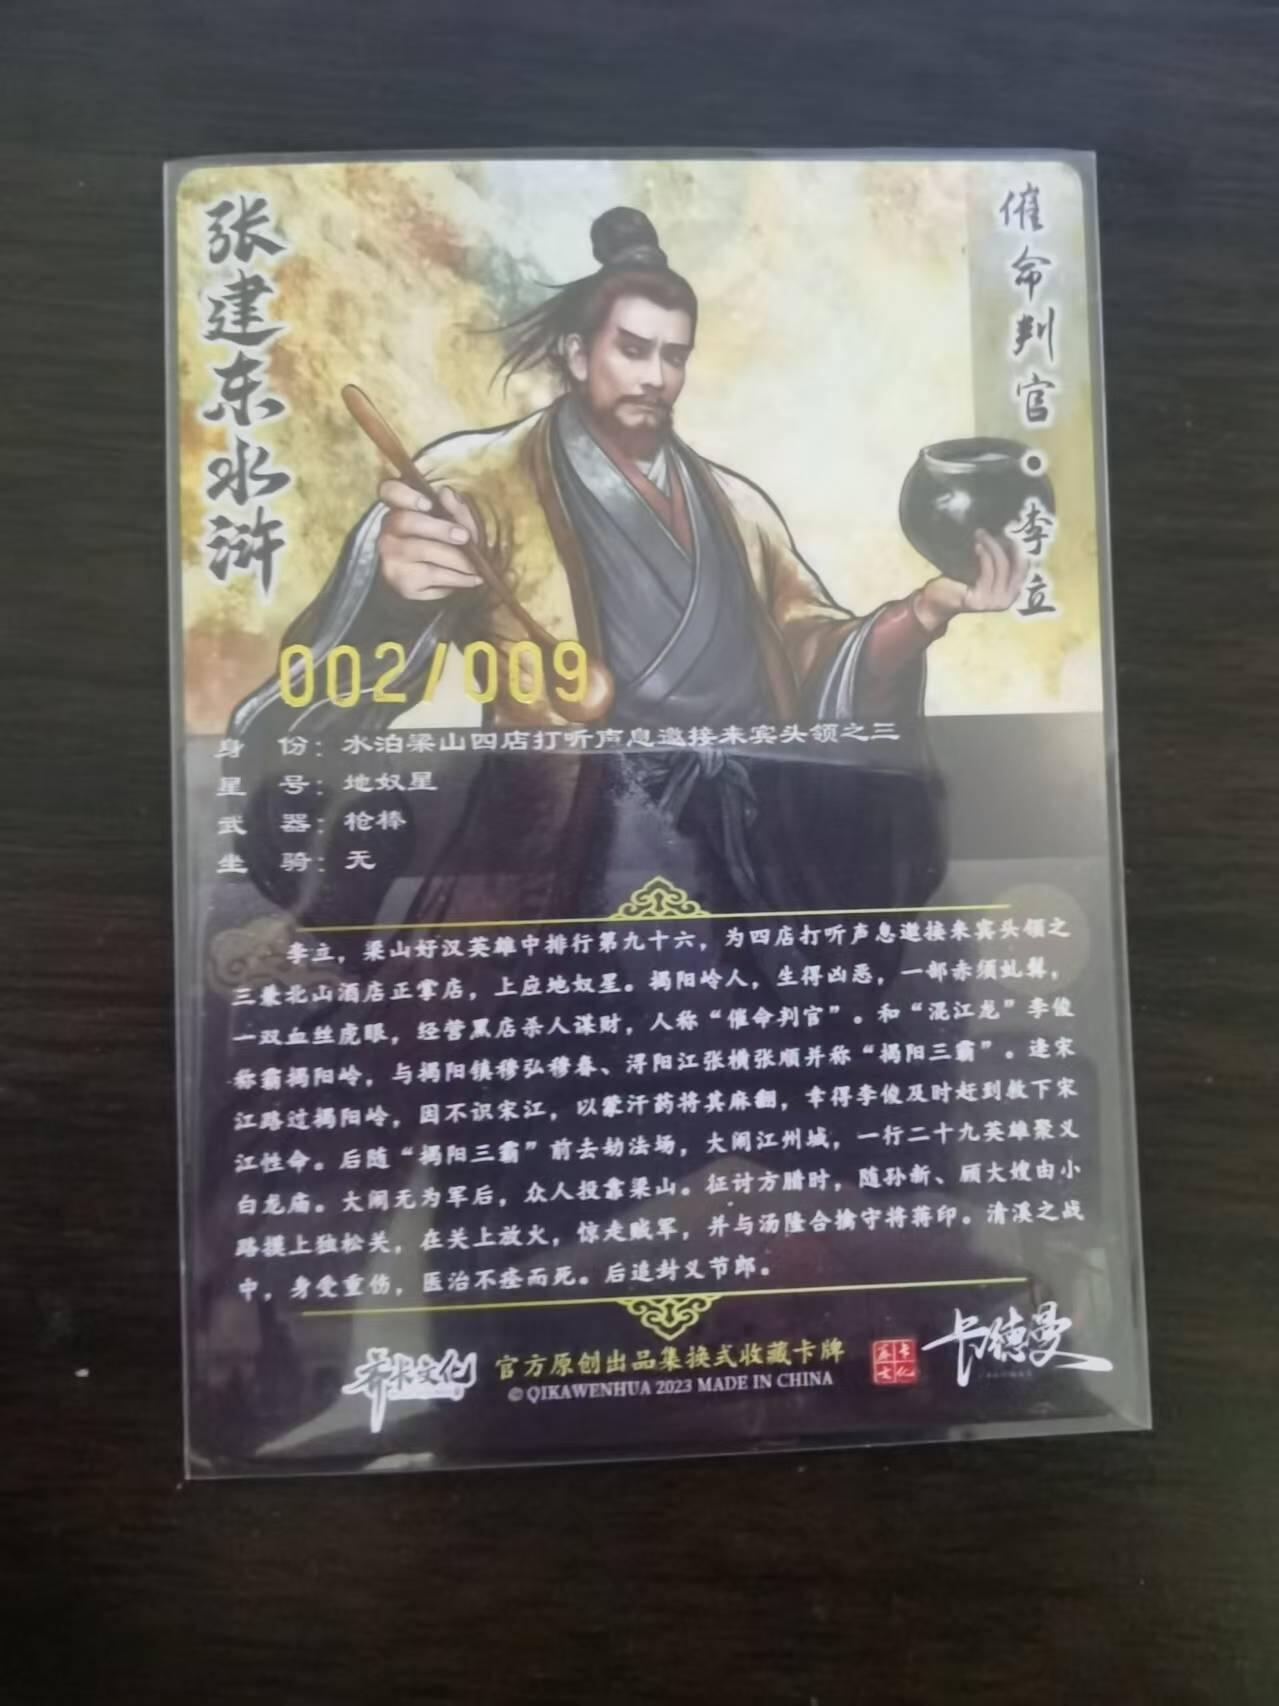 张建东水浒
催命判官·李立
002/009
身 份：水泊梁山四店打听声息邀接来宾头领之三
星 号：地奴星
武 器：枪棒
坐 骑：无
李立，梁山好汉英雄中排行第九十六，为四店打听声息邀接来宾头领之
三兼北山酒店正掌店，上应地奴星。揭阳岭人，生得凶恶，一部赤须虬髯，
一双血丝虎眼，经营黑店杀人谋财，人称“催命判官”。和“混江龙”李俊
称霸揭阳岭，与揭阳镇穆弘穆春、浔阳江张横张顺并称“揭阳三霸”。逢宋
江路过揭阳岭，因不识宋江，以蒙汗药将其麻翻，幸得李俊及时赶到救下宋
江性命。后随“揭阳三霸”前去劫法场，大闹江州城，一行二十九英雄聚义
白龙庙。大闹无为军后，众人投靠梁山。征讨方腊时，随孙新、顾大嫂由小
路摸上独松关，在关上放火，惊走贼军，并与汤隆合擒守将蒋印。清溪之战
中，身受重伤，医治不痊而死。后追封义节郎。
齐卡文化
官方原创出品集换式收藏卡牌
©QIKAWENHUA 2023 MADE IN CHINA
卡德曼